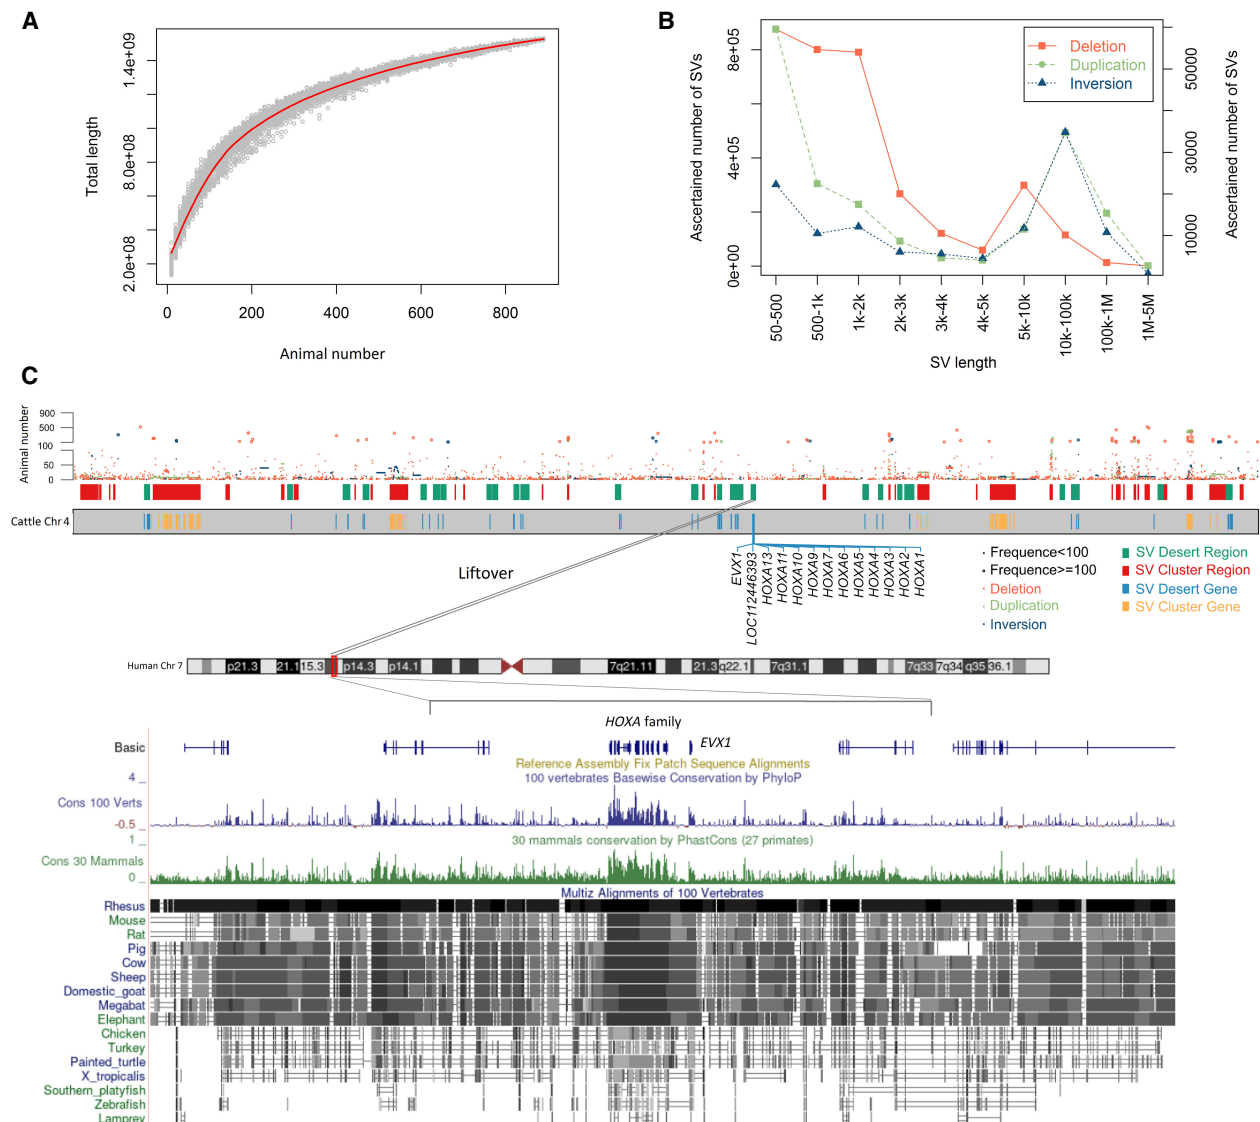 A
Total length
1.4e+09
8.0e+08
2.0e+08
0 200 400 600 800
Animal number
B
Ascertained number of SVs
8e+05
4e+05
0e+00
Deletion
Duplication
Inversion
50000
30000
10000
Ascertained number of SVs
50-500 500-1k 1k-2k 2k-3k 3k-4k 4k-5k 5k-10k 10k-100k 100k-1M 1M-5M
SV length
C
Animal number
900
500
100
50
0
Cattle Chr 4
EVX1 LOC112446393 HOXA13 HOXA11 HOXA10 HOXA9 HOXA7 HOXA6 HOXA5 HOXA4 HOXA3 HOXA2 HOXA1
Liftover
Frequence<100
Frequence>=100
Deletion
Duplication
Inversion
SV Desert Region
SV Cluster Region
SV Desert Gene
SV Cluster Gene
Human Chr 7
p21.3 21.1 15.3 p14.3 p14.1 7q21.11 21.3 q22.1 7q31.1 7q33 7q34 q35 36.1
HOXA family
Basic
EVX1
Reference Assembly Fix Patch Sequence Alignments
100 vertebrates Basewise Conservation by PhyloP
4 _
Cons 100 Verts
-0.5 _
30 mammals conservation by PhastCons (27 primates)
1 _
Cons 30 Mammals
0 _
Multiz Alignments of 100 Vertebrates
Rhesus
Mouse
Rat
Pig
Cow
Sheep
Domestic_goat
Megabat
Elephant
Chicken
Turkey
Painted_turtle
X_tropicalis
Southern_platyfish
Zebrafish
Lamprey